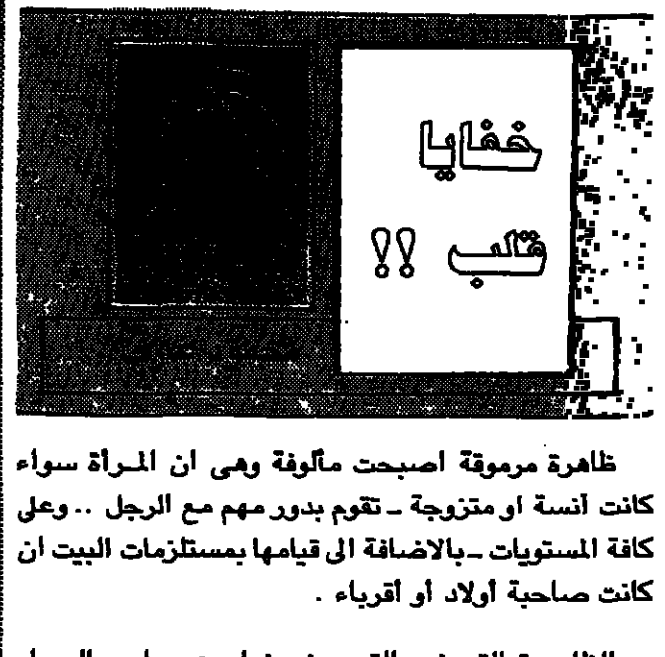 خفايا
قلب !!
ظاهرة مرموقة اصبحت مألوفة وهى ان المرأة سواء
كانت آنسة او متزوجة ـ تقوم بدور مهم مع الرجل .. وعلى
كافة المستويات ـ بالاضافة الى قيامها بمستلزمات البيت ان
كانت صاحبة أولاد أو أقرباء .